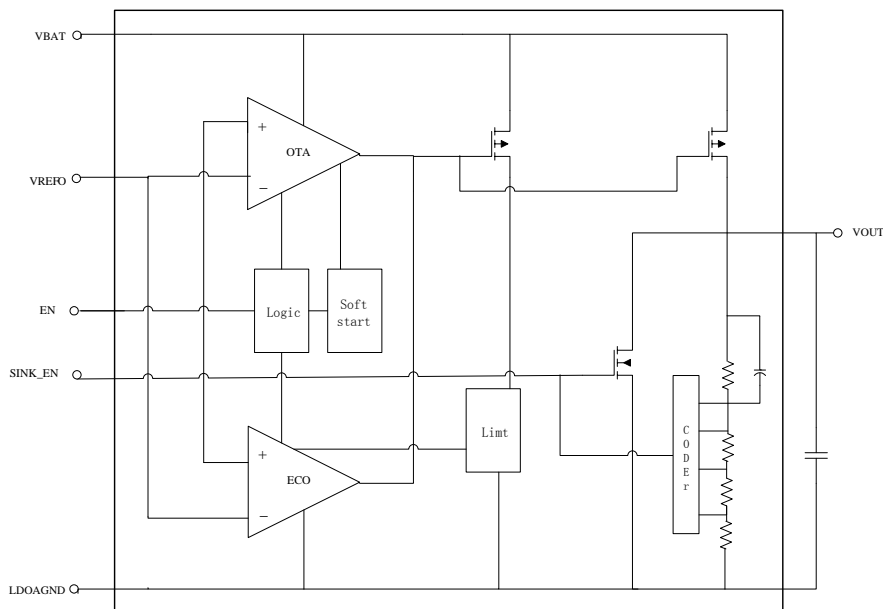 VBAT
+
OTA
VREFO
−
VOUT
EN
Logic
Soft
start
SINK_EN
Limt
C
O
D
E
r
+
ECO
−
LDOAGND